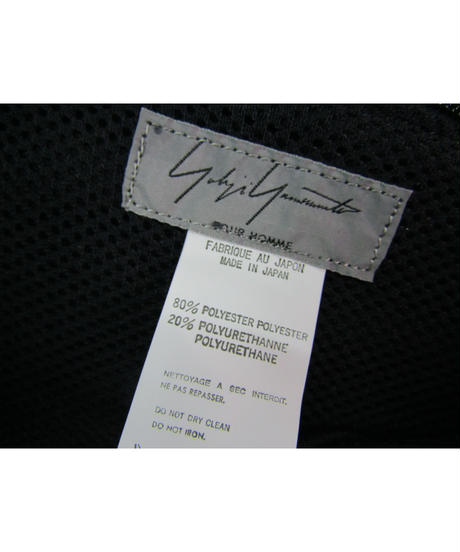 Yohji Yamamoto
POUR HOMME
FABRIQUE AU JAPON
MADE IN JAPAN
80% POLYESTER POLYESTER
20% POLYURETHANNE
POLYURETHANE
NETTOYAGE A SEC INTERDIT.
NE PAS REPASSER.
DO NOT DRY CLEAN
DO NOT IRON.